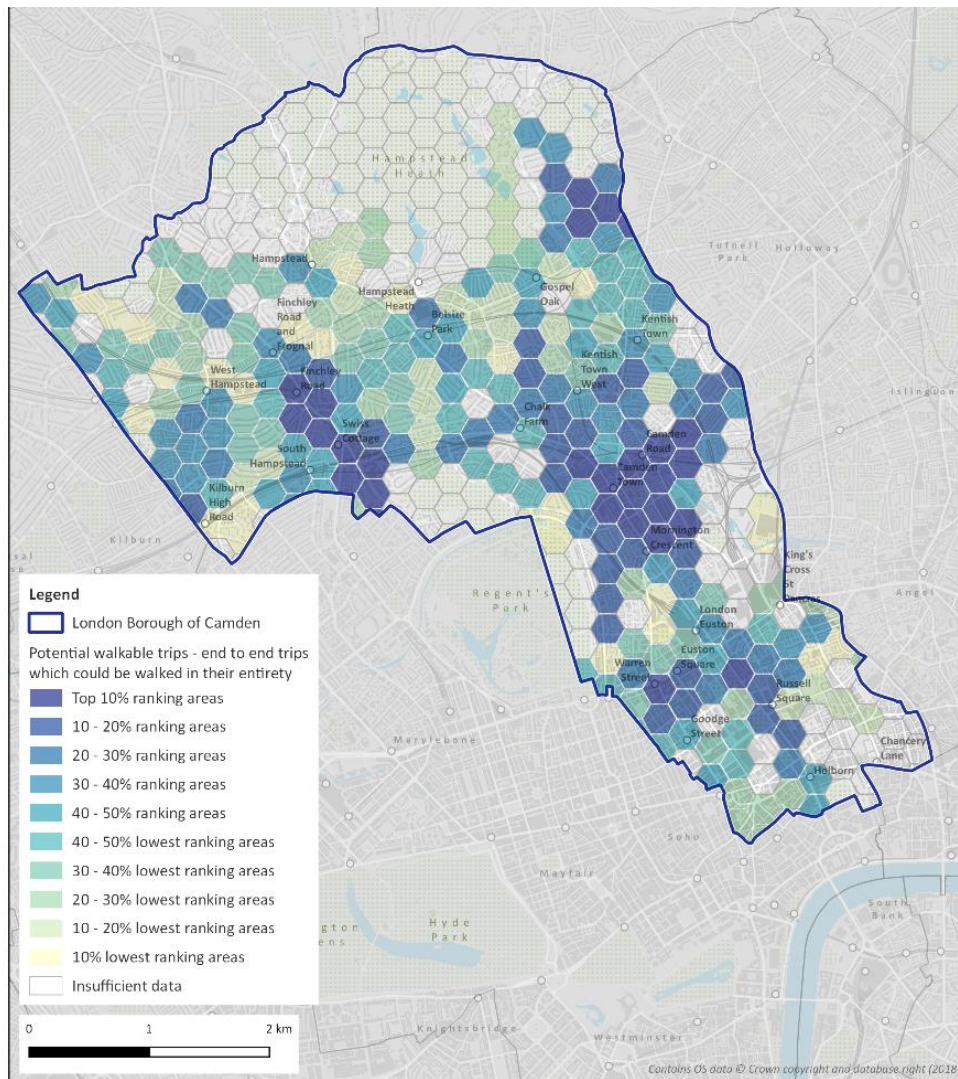 Hampstead
Heath
Tufnell
Park
Holloway
Hampstead
Hampstead
Heath
Gospel
Oak
Finchley
Road
and
Frognal
Belsize
Park
Kentish
Town
West
Hampstead
Finchley
Road
Kentish
Town
West
Islington
Swiss
Cottage
Chalk
Farm
Camden
Road
South
Hampstead
Camden
Town
Kilburn
High
Road
Kilburn
Mornington
Crescent
King's
Cross
St
Pancras
Angel
Regent's
Park
London
Euston
Euston
Square
Warren
Street
Russell
Square
Goodge
Street
Chancery
Lane
Marylebone
Holborn
Soho
Mayfair
Hyde
Park
South
Bank
Knightsbridge
Westminster
Legend
London Borough of Camden
Potential walkable trips - end to end trips
which could be walked in their entirety
Top 10% ranking areas
10 - 20% ranking areas
20 - 30% ranking areas
30 - 40% ranking areas
40 - 50% ranking areas
40 - 50% lowest ranking areas
30 - 40% lowest ranking areas
20 - 30% lowest ranking areas
10 - 20% lowest ranking areas
10% lowest ranking areas
Insufficient data
0 1 2 km
Contains OS data © Crown copyright and database right (2018